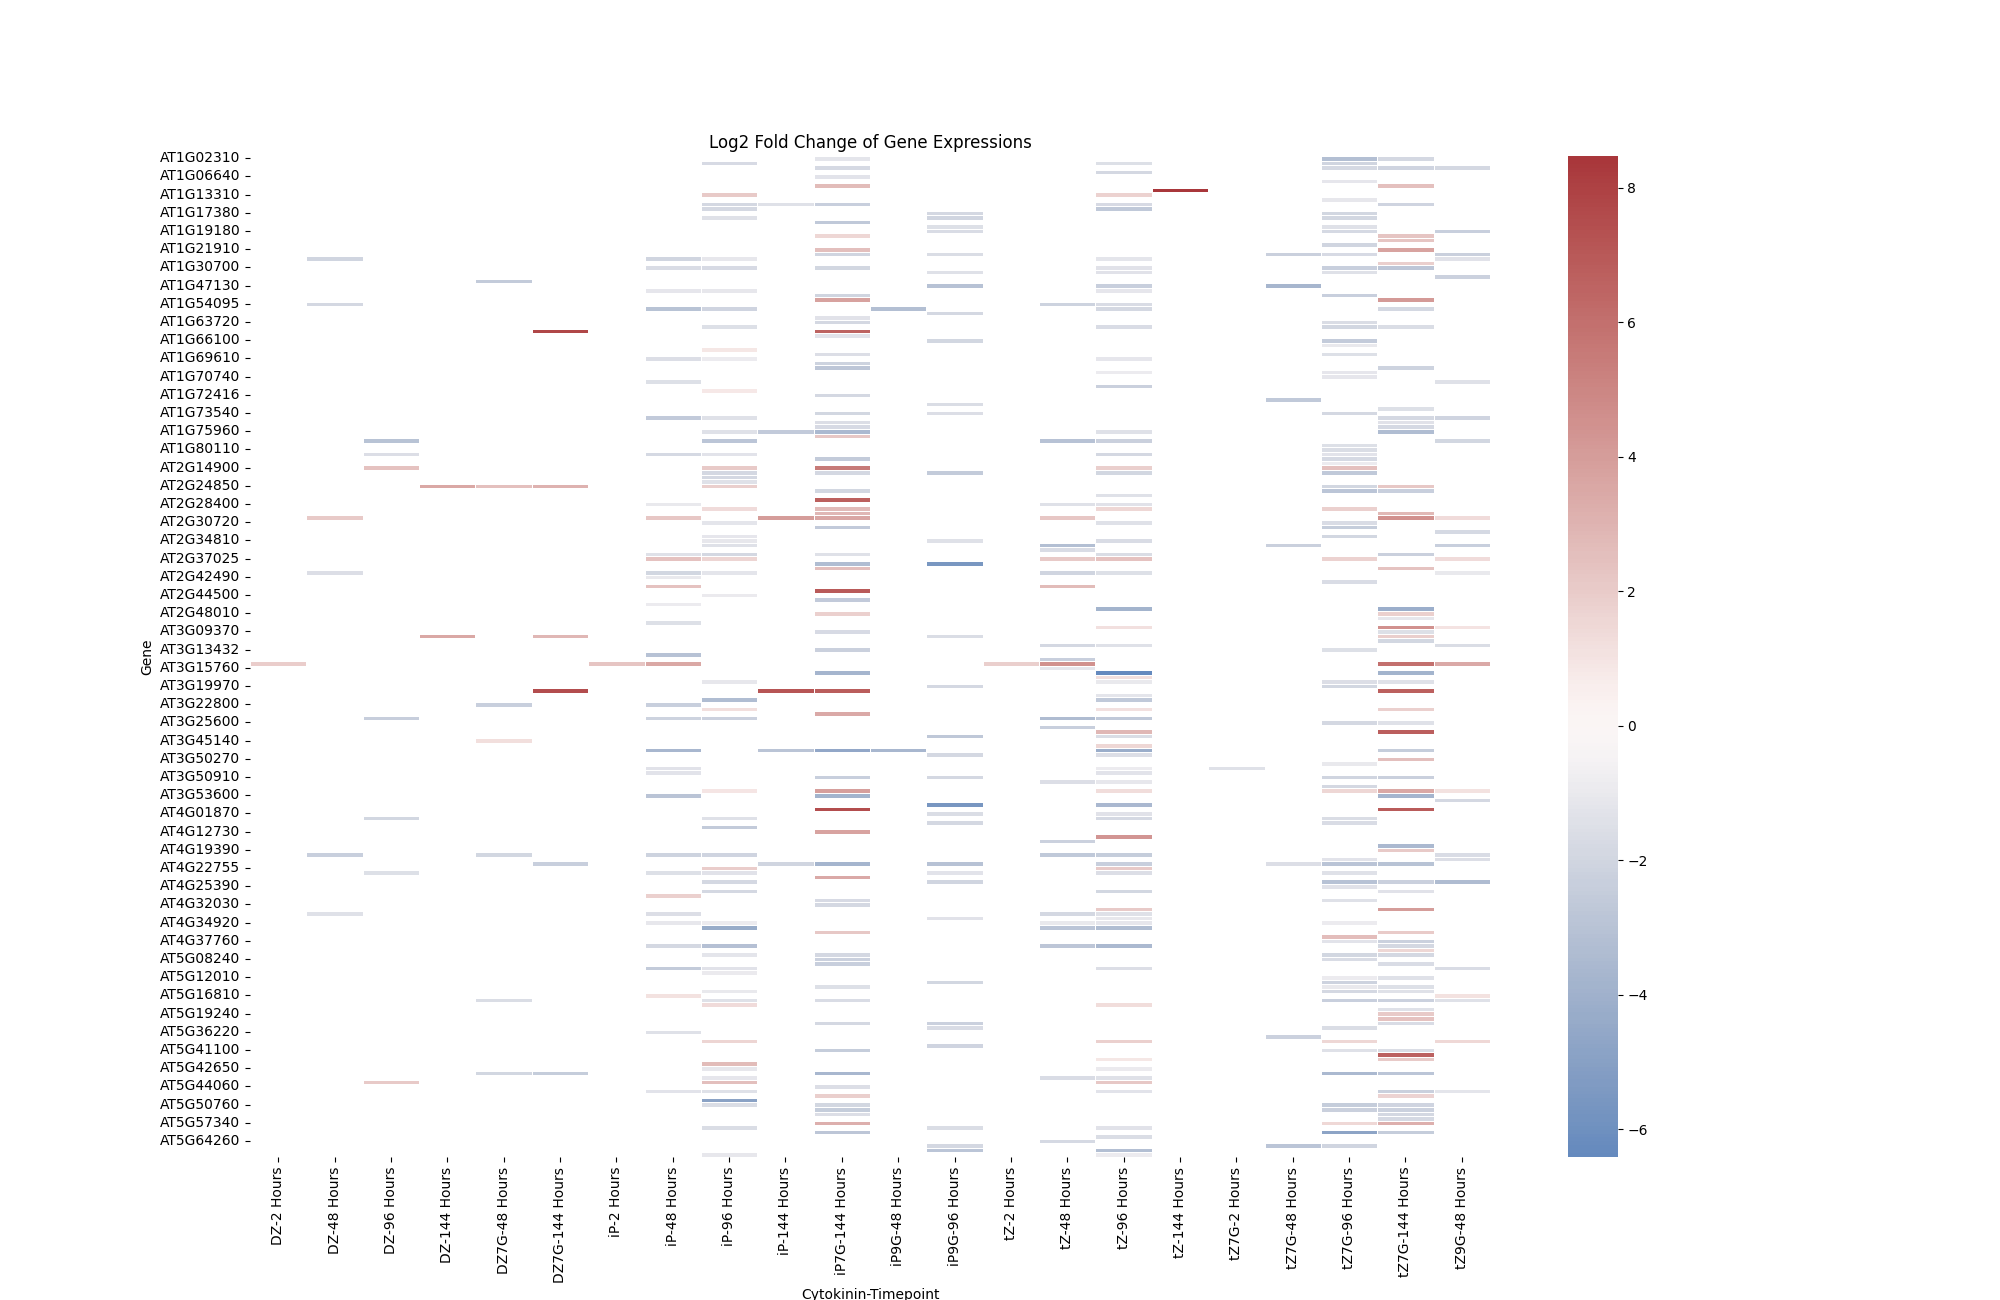 Log2 Fold Change of Gene Expressions
AT1G02310
AT1G06640
AT1G13310
AT1G17380
AT1G19180
AT1G21910
AT1G30700
AT1G47130
AT1G54095
AT1G63720
AT1G66100
AT1G69610
AT1G70740
AT1G72416
AT1G73540
AT1G75960
AT1G80110
AT2G14900
AT2G24850
AT2G28400
AT2G30720
AT2G34810
AT2G37025
AT2G42490
AT2G44500
AT2G48010
AT3G09370
AT3G13432
AT3G15760
AT3G19970
AT3G22800
AT3G25600
AT3G45140
AT3G50270
AT3G50910
AT3G53600
AT4G01870
AT4G12730
AT4G19390
AT4G22755
AT4G25390
AT4G32030
AT4G34920
AT4G37760
AT5G08240
AT5G12010
AT5G16810
AT5G19240
AT5G36220
AT5G41100
AT5G42650
AT5G44060
AT5G50760
AT5G57340
AT5G64260
Gene
DZ-2 Hours
DZ-48 Hours
DZ-96 Hours
DZ-144 Hours
DZ7G-48 Hours
DZ7G-144 Hours
iP-2 Hours
iP-48 Hours
iP-96 Hours
iP-144 Hours
iP7G-144 Hours
iP9G-48 Hours
iP9G-96 Hours
tZ-2 Hours
tZ-48 Hours
tZ-96 Hours
tZ-144 Hours
tZ7G-2 Hours
tZ7G-48 Hours
tZ7G-96 Hours
tZ7G-144 Hours
tZ9G-48 Hours
Cytokinin-Timepoint
8
6
4
2
0
−2
−4
−6